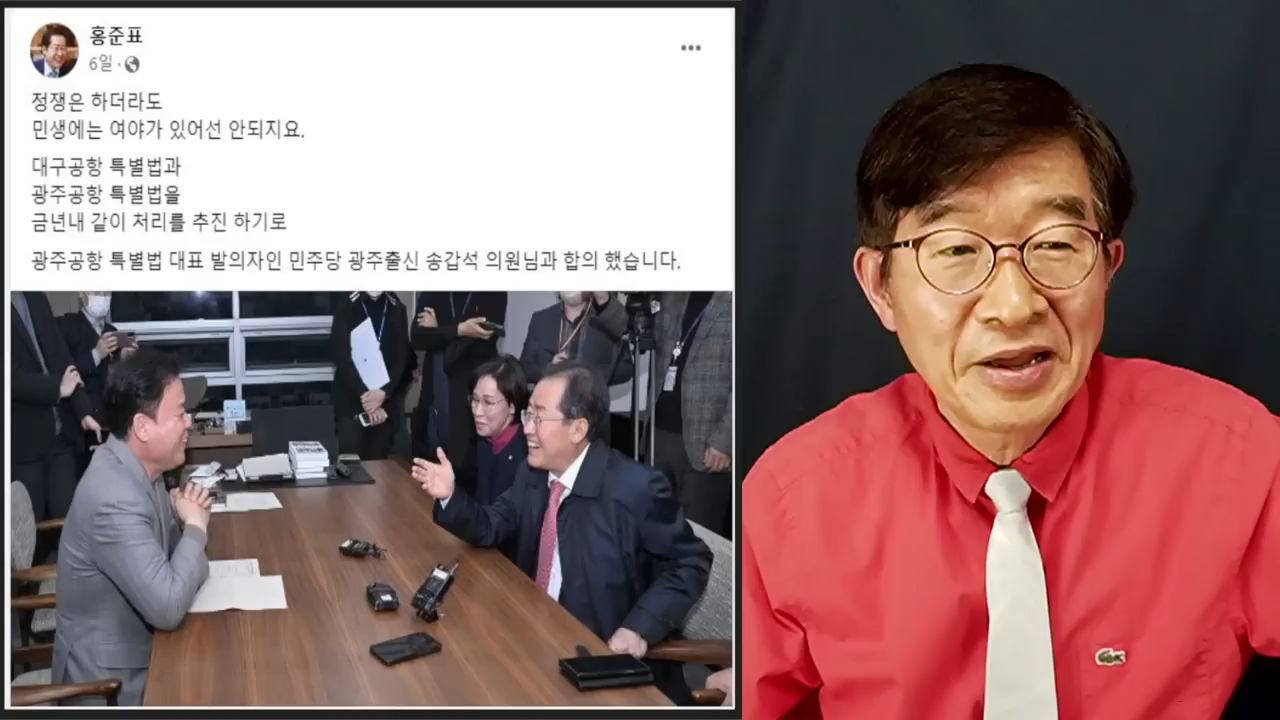 홍준표
6일 ·
정쟁은 하더라도
민생에는 여야가 있어선 안되지요.
대구공항 특별법과
광주공항 특별법을
금년내 같이 처리를 추진 하기로
광주공항 특별법 대표 발의자인 민주당 광주출신 송갑석 의원님과 합의 했습니다.